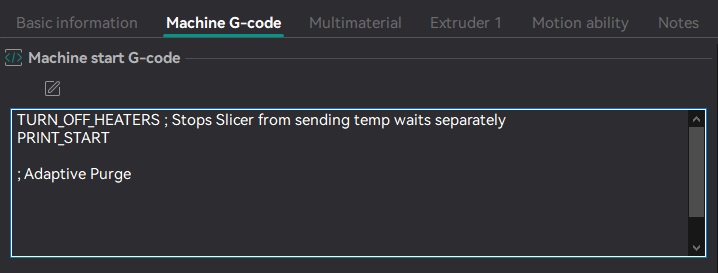 Basic information Machine G-code Multimaterial Extruder 1 Motion ability Notes
</> Machine start G-code
TURN_OFF_HEATERS ; Stops Slicer from sending temp waits separately
PRINT_START
; Adaptive Purge